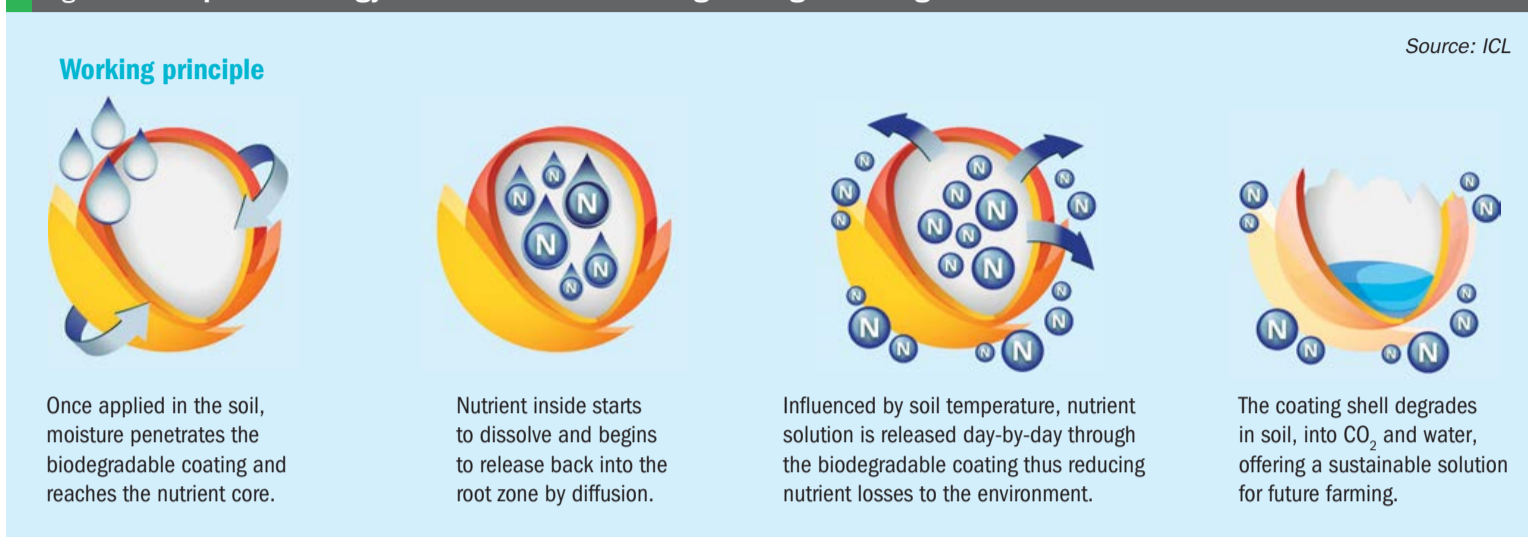 Source: ICL
Working principle
N N N N N N
N N N N N N N N N N N N N N N N N N N N
N N N N N N N N N N
Once applied in the soil,
moisture penetrates the
biodegradable coating and
reaches the nutrient core.
Nutrient inside starts
to dissolve and begins
to release back into the
root zone by diffusion.
Influenced by soil temperature, nutrient
solution is released day-by-day through
the biodegradable coating thus reducing
nutrient losses to the environment.
The coating shell degrades
in soil, into CO₂ and water,
offering a sustainable solution
for future farming.